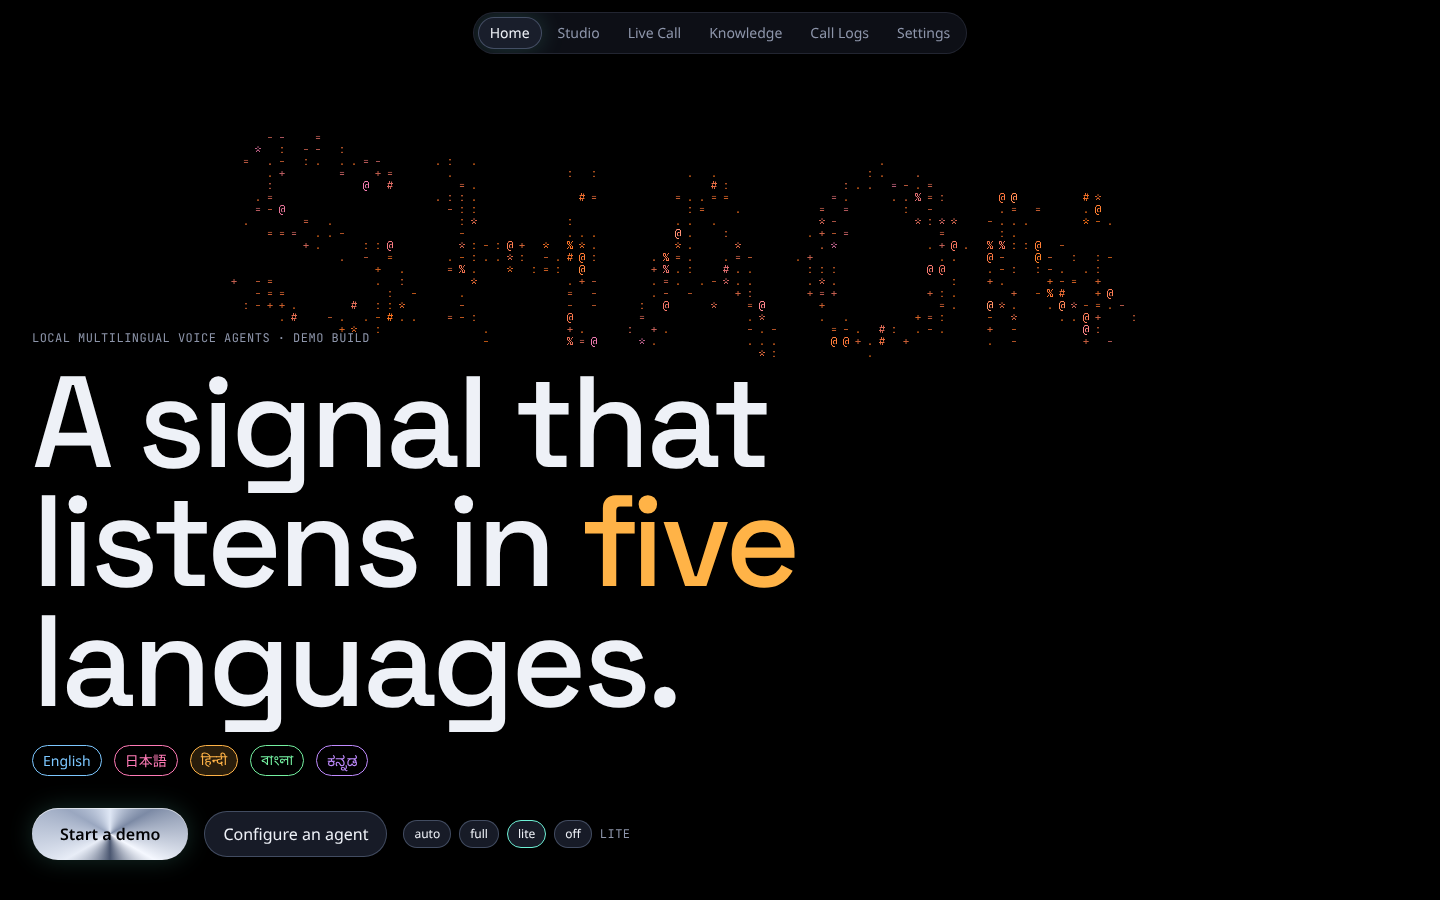 Home Studio Live Call Knowledge Call Logs Settings
LOCAL MULTILINGUAL VOICE AGENTS · DEMO BUILD
A signal that
listens in five
languages.
English 日本語 हिन्दी বাংলা ಕನ್ನಡ
Start a demo Configure an agent auto full lite off LITE